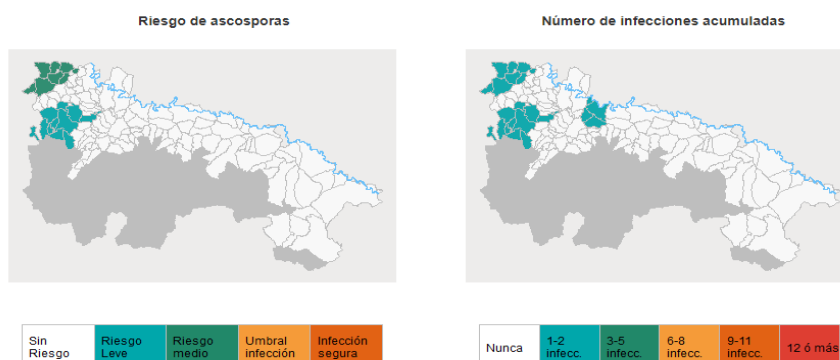 Riesgo de ascosporas
Número de infecciones acumuladas
Sin
Riesgo
Riesgo
Leve
Riesgo
medio
Umbral
infección
Infección
segura
Nunca
1-2
infecc.
3-5
infecc.
6-8
infecc.
9-11
infecc.
12 ó más